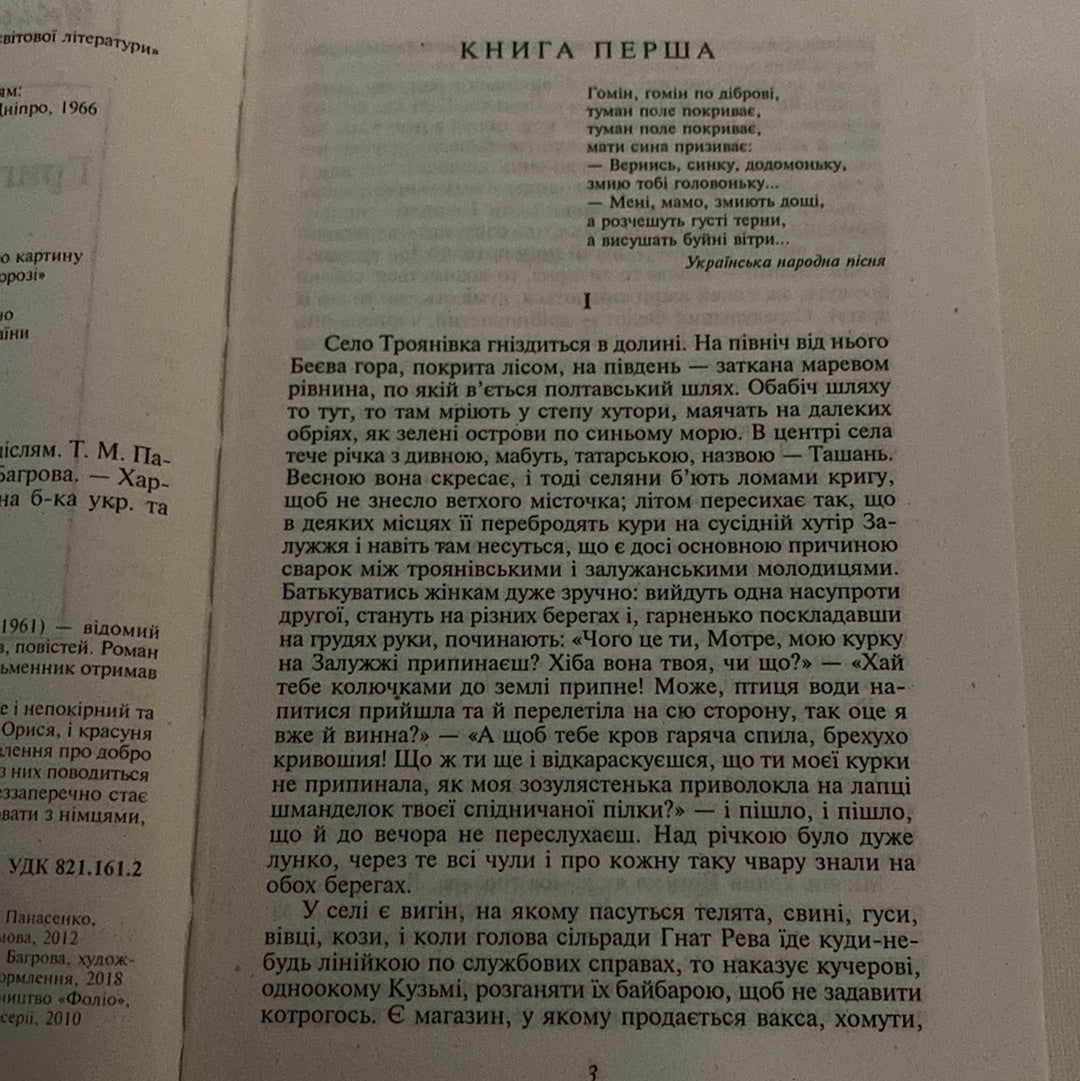 світової літератури»
Дніпро, 1966
о картину
орозі»
аїни
післям. Т. М. Па-
Багрова. — Хар-
на б-ка укр. та
1961) — відомий
в, повістей. Роман
сьменник отримав
е і непокірний та
Орися, і красуня
влення про добро
з них поводиться
еззаперечно стає
ювати з німцями,
УДК 821.161.2
Панасенко,
мова, 2012
Багрова, худож-
ормлення, 2018
ництво «Фоліо»,
серії, 2010
КНИГА ПЕРША
Гомін, гомін по діброві,
туман поле покриває,
туман поле покриває,
мати сина призиває:
— Вернись, синку, додомоньку,
змию тобі головоньку...
— Мені, мамо, змиють дощі,
а розчешуть густі терни,
а висушать буйні вітри...
Українська народна пісня
I
Село Троянівка гніздиться в долині. На північ від нього
Беєва гора, покрита лісом, на південь — заткана маревом
рівнина, по якій в’ється полтавський шлях. Обабіч шляху
то тут, то там мріють у степу хутори, маячать на далеких
обріях, як зелені острови по синьому морю. В центрі села
тече річка з дивною, мабуть, татарською, назвою — Ташань.
Весною вона скресає, і тоді селяни б’ють ломами кригу,
щоб не знесло ветхого місточка; літом пересихає так, що
в деяких місцях її перебродять кури на сусідній хутір За-
лужжя і навіть там несуться, що є досі основною причиною
сварок між троянівськими і залужанськими молодицями.
Батькуватись жінкам дуже зручно: вийдуть одна насупроти
другої, стануть на різних берегах і, гарненько поскладавши
на грудях руки, починають: «Чого це ти, Мотре, мою курку
на Залужжі припинаєш? Хіба вона твоя, чи що?» — «Хай
тебе колючками до землі припне! Може, птиця води на-
питися прийшла та й перелетіла на сю сторону, так оце я
вже й винна?» — «А щоб тебе кров гаряча спила, брехухо
кривошия! Що ж ти ще і відкараскуєшся, що ти моєї курки
не припинала, як моя зозулястенька приволокла на лапці
шманделок твоєї спідничаної пілки?» — і пішло, і пішло,
що й до вечора не переслухаєш. Над річкою було дуже
лунко, через те всі чули і про кожну таку чвару знали на
обох берегах.
У селі є вигін, на якому пасуться телята, свині, гуси,
вівці, кози, і коли голова сільради Гнат Рева їде куди-не-
будь лінійкою по службових справах, то наказує кучерові,
одноокому Кузьмі, розганяти їх байбарою, щоб не задавити
котрогось. Є магазин, у якому продається вакса, хомути,
3